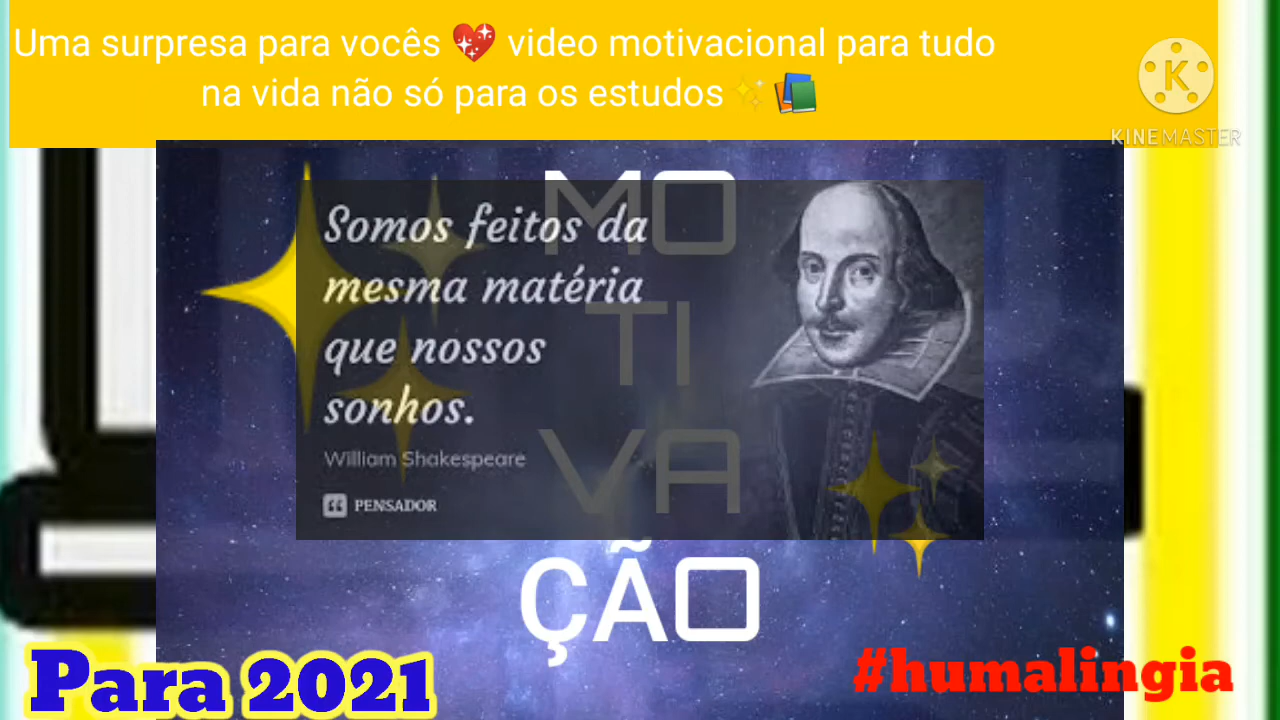 Uma surpresa para vocês 💖 video motivacional para tudo
na vida não só para os estudos✨📚
KINEMASTER
MO
TI
VA
ÇÃO
Somos feitos da
mesma matéria
que nossos
sonhos.
William Shakespeare
PENSADOR
Para 2021
#humalingia